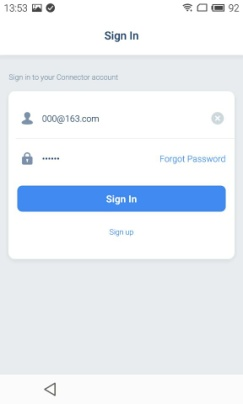 13:53 92
Sign In
Sign in to your Connector account
000@163.com
••••••
Forgot Password
Sign In
Sign up